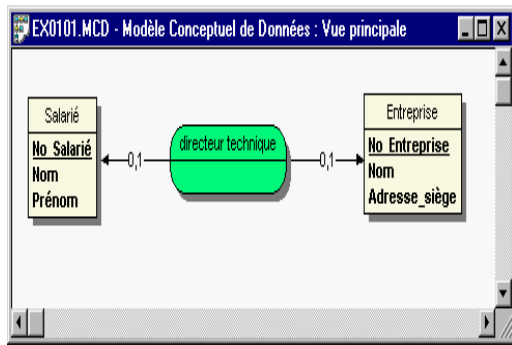 EX0101.MCD - Modèle Conceptuel de Données : Vue principale
Salarié
No Salarié
Nom
Prénom
0,1
directeur technique
0,1
Entreprise
No Entreprise
Nom
Adresse_siège